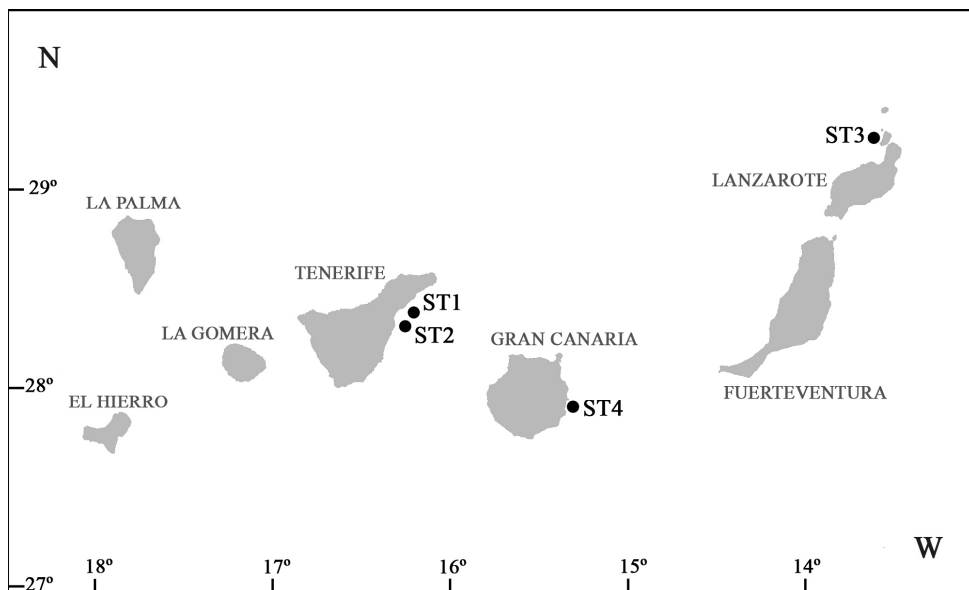 N
ST3
LANZAROTE
29º
LA PALMA
TENERIFE
ST1
LA GOMERA
ST2
GRAN CANARIA
28º
FUERTEVENTURA
EL HIERRO
ST4
W
18º
17º
16º
15º
14º
27º